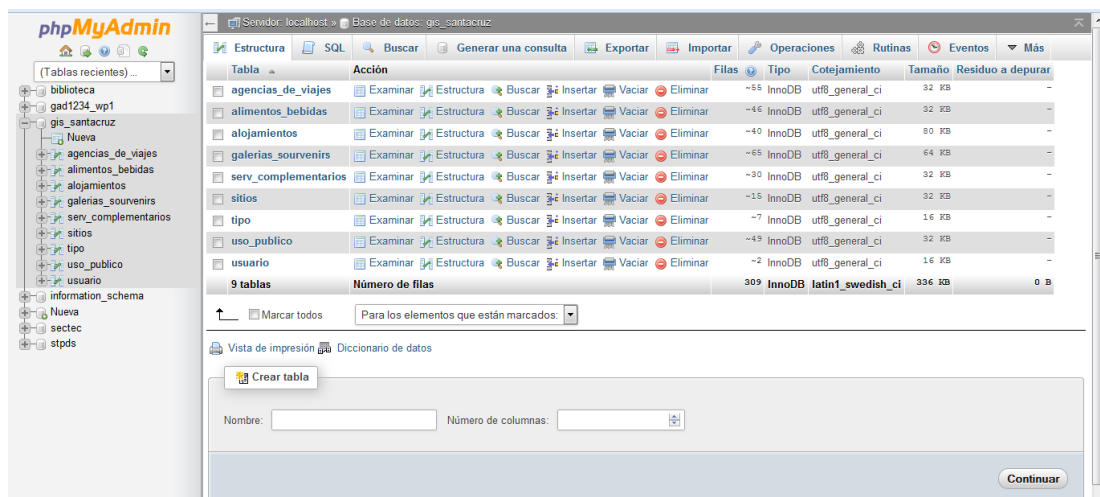 phpMyAdmin
(Tablas recientes) ...
biblioteca
gad1234_wp1
gis_santacruz
Nueva
agencias_de_viajes
alimentos_bebidas
alojamientos
galerias_sourvenirs
serv_complementarios
sitios
tipo
uso_publico
usuario
information_schema
Nueva
sectec
stpds
Servidor: localhost » Base de datos: gis_santacruz
Estructura SQL Buscar Generar una consulta Exportar Importar Operaciones Rutinas Eventos Más
Tabla Acción Filas Tipo Cotejamiento Tamaño Residuo a depurar
agencias_de_viajes Examinar Estructura Buscar Insertar Vaciar Eliminar ~55 InnoDB utf8_general_ci 32 KB -
alimentos_bebidas Examinar Estructura Buscar Insertar Vaciar Eliminar ~46 InnoDB utf8_general_ci 32 KB -
alojamientos Examinar Estructura Buscar Insertar Vaciar Eliminar ~40 InnoDB utf8_general_ci 80 KB -
galerias_sourvenirs Examinar Estructura Buscar Insertar Vaciar Eliminar ~65 InnoDB utf8_general_ci 64 KB -
serv_complementarios Examinar Estructura Buscar Insertar Vaciar Eliminar ~30 InnoDB utf8_general_ci 32 KB -
sitios Examinar Estructura Buscar Insertar Vaciar Eliminar ~15 InnoDB utf8_general_ci 32 KB -
tipo Examinar Estructura Buscar Insertar Vaciar Eliminar ~7 InnoDB utf8_general_ci 16 KB -
uso_publico Examinar Estructura Buscar Insertar Vaciar Eliminar ~49 InnoDB utf8_general_ci 32 KB -
usuario Examinar Estructura Buscar Insertar Vaciar Eliminar ~2 InnoDB utf8_general_ci 16 KB -
9 tablas Número de filas 309 InnoDB latin1_swedish_ci 336 KB 0 B
Marcar todos Para los elementos que están marcados:
Vista de impresión Diccionario de datos
Crear tabla
Nombre: Número de columnas:
Continuar